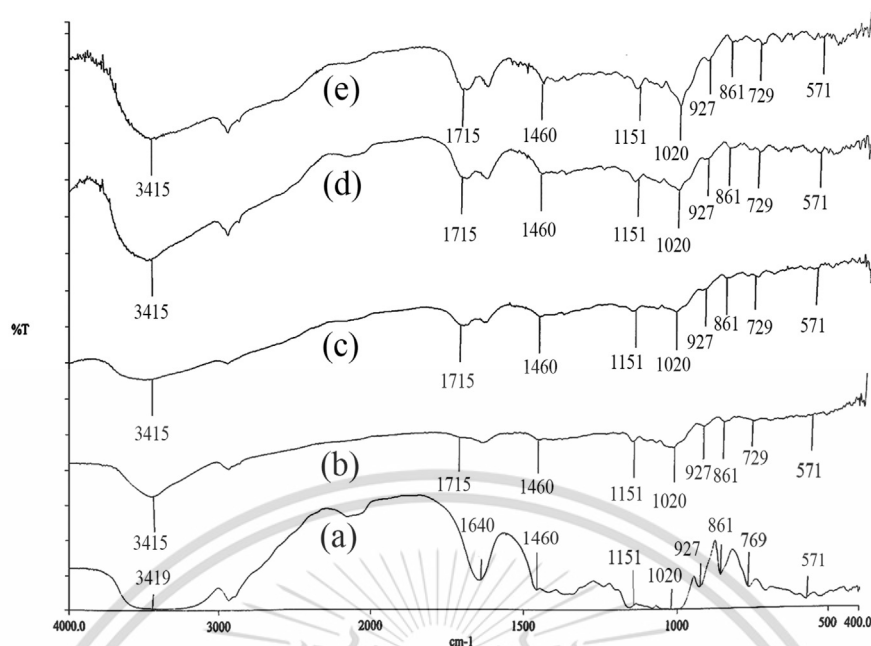 (e)
3415 1715 1460 1151 1020 927 861 729 571
(d)
3415 1715 1460 1151 1020 927 861 729 571
%T
(c)
3415 1715 1460 1151 1020 927 861 729 571
(b)
3415 1715 1460 1151 1020 927 861 729 571
(a)
3419 1640 1460 1151 1020 927 861 769 571
4000.0 3000 2000 1500 1000 500 400.0
cm-1